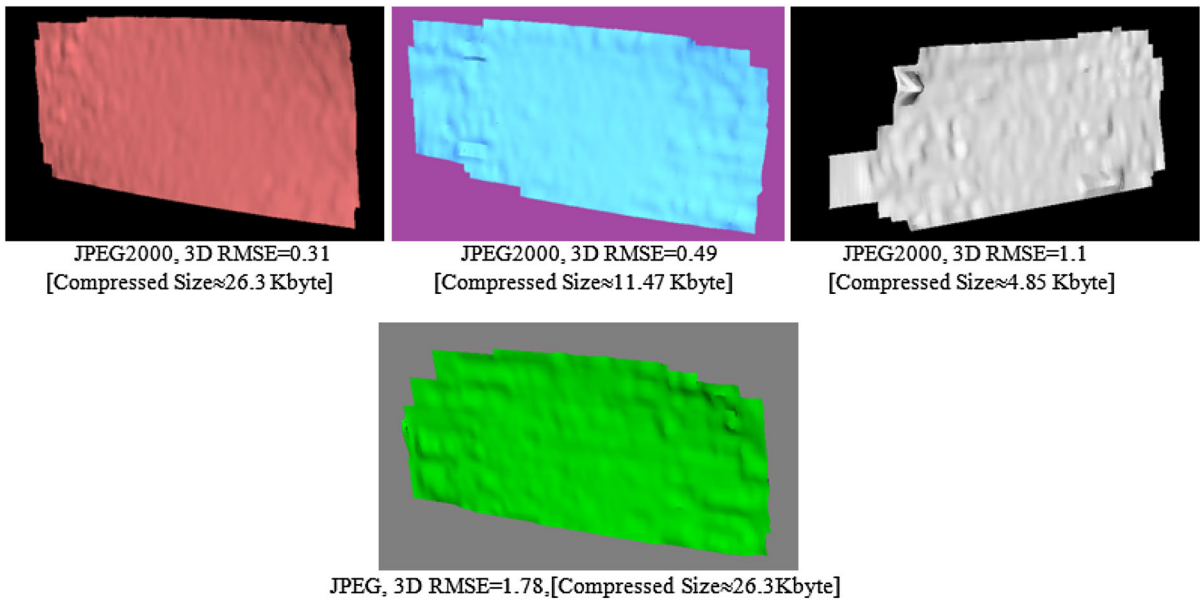 JPEG2000, 3D RMSE=0.31
[Compressed Size≈26.3 Kbyte]
JPEG2000, 3D RMSE=0.49
[Compressed Size≈11.47 Kbyte]
JPEG2000, 3D RMSE=1.1
[Compressed Size≈4.85 Kbyte]
JPEG, 3D RMSE=1.78,[Compressed Size≈26.3Kbyte]